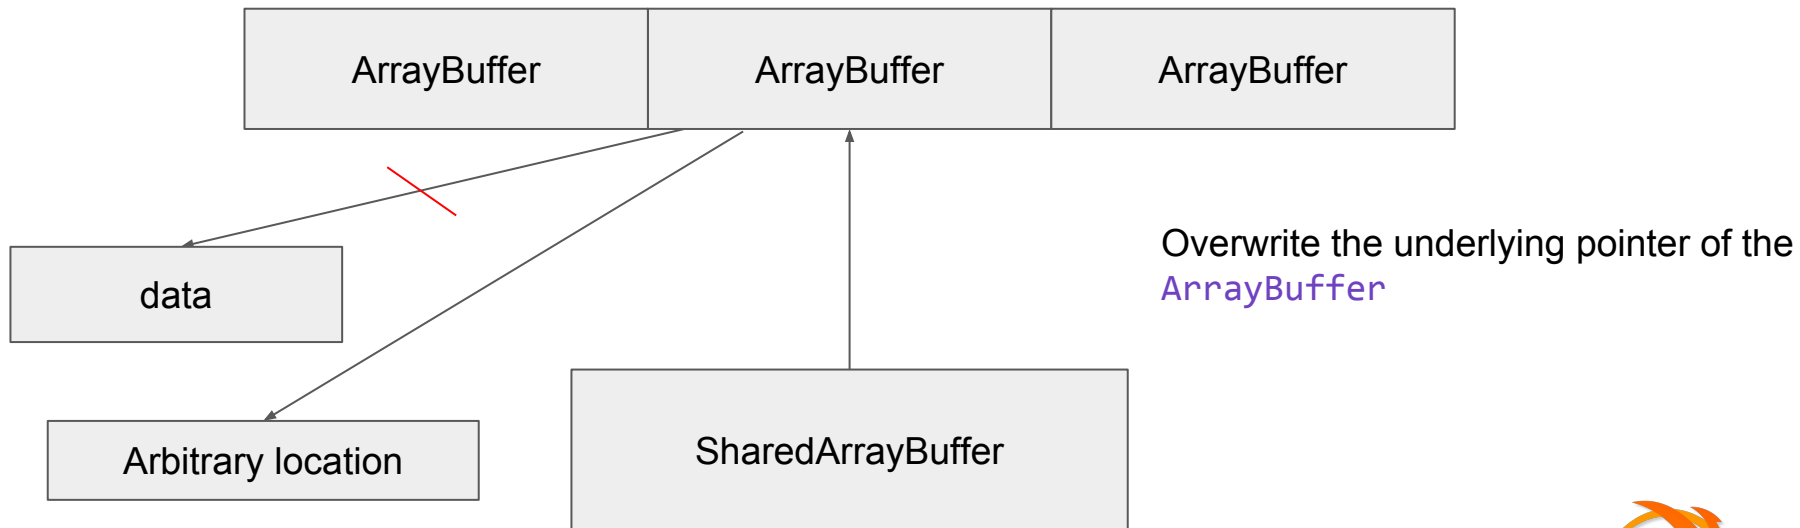 ArrayBuffer
ArrayBuffer
ArrayBuffer
Overwrite the underlying pointer of the
ArrayBuffer
data
Arbitrary location
SharedArrayBuffer